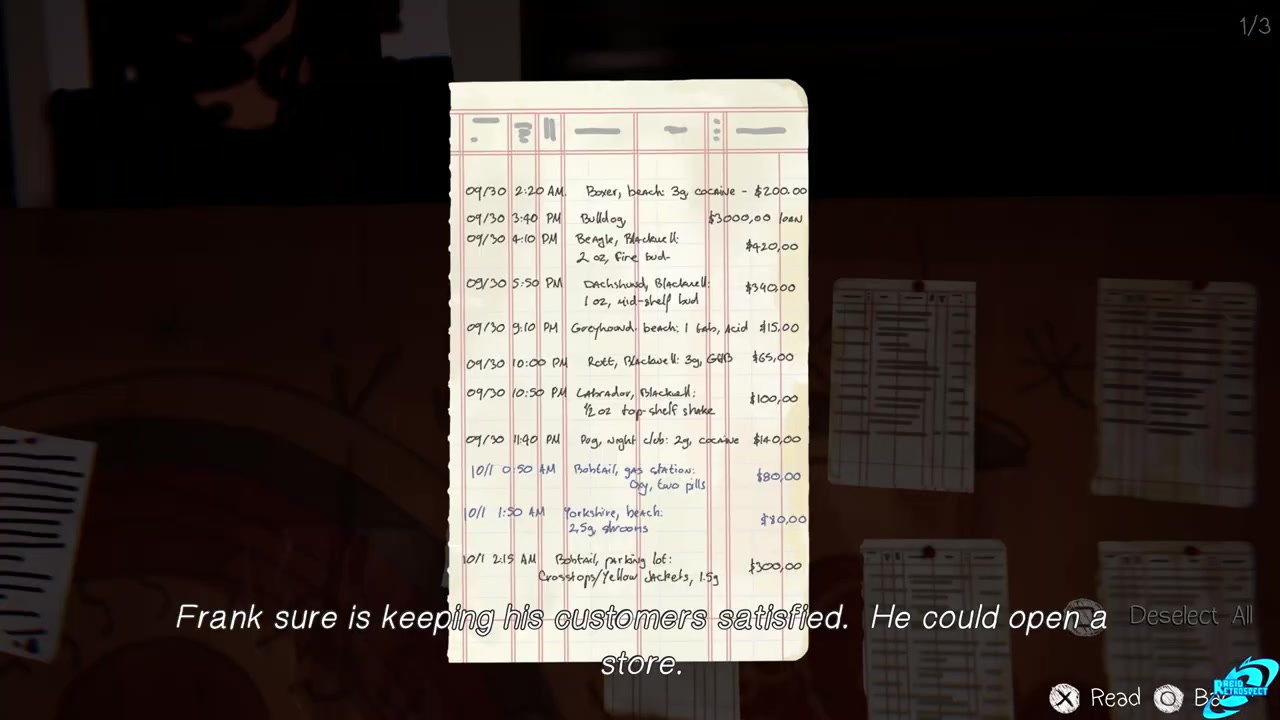 1/3
09/30 2:20 AM. Boxer, beach: 3g cocaine - $200.00
09/30 3:40 PM Bulldog, $3000,00 loan
09/30 4:10 PM Beagle, Blackwell: $420,00
2 oz, fire bud-
09/30 5:50 PM Dachshund, Blackwell: $340,00
1 oz, mid-shelf bud
09/30 9:10 PM Greyhound, beach: 1 tab, Acid $15,00
09/30 10:00 PM Rott, Blackwell: 3g, GHB $65,00
09/30 10:50 PM Labrador, Blackwell: $100,00
1/2 oz top-shelf shake
09/30 11:40 PM Pug, night club: 2g, cocaine $140,00
10/1 0:50 AM Bobtail, gas station: $80,00
Oxy, two pills
10/1 1:50 AM Yorkshire, beach: $80,00
2,5g, shrooms
10/1 2:15 AM Bobtail, parking lot: $300,00
Crosstops/Yellow Jackets, 1.5g
Frank sure is keeping his customers satisfied. He could open a
store.
Deselect All
Read
RABID
RETROSPECT